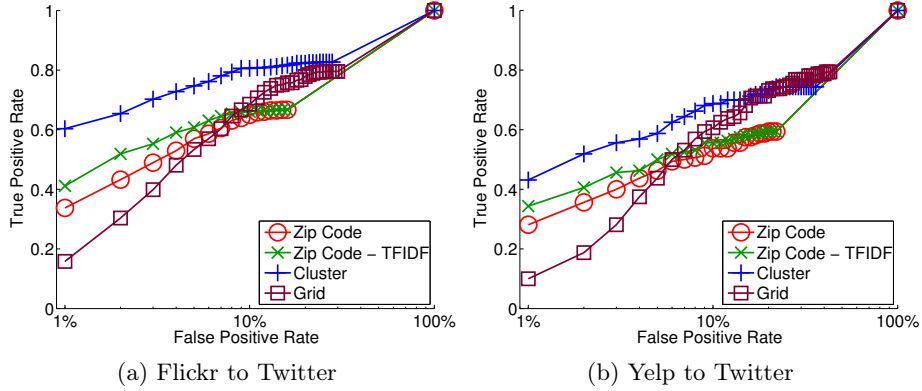 1
0.8
0.6
0.4
0.2
0
True Positive Rate
1%
10%
100%
False Positive Rate
Zip Code
Zip Code – TFIDF
Cluster
Grid
(a) Flickr to Twitter
1
0.8
0.6
0.4
0.2
0
True Positive Rate
1%
10%
100%
False Positive Rate
Zip Code
Zip Code – TFIDF
Cluster
Grid
(b) Yelp to Twitter